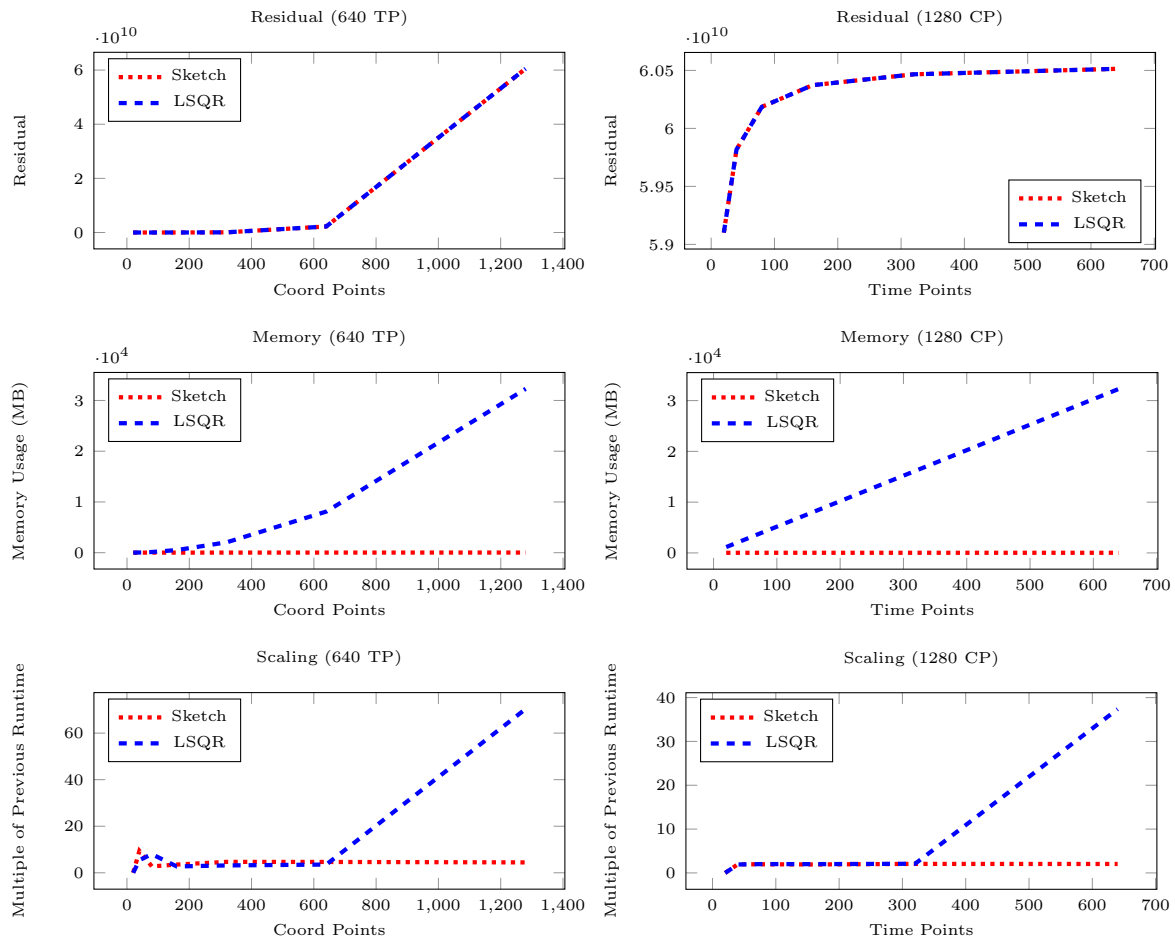 Residual (640 TP)
·10^10
6
4
2
0
Residual
0 200 400 600 800 1,000 1,200 1,400
Coord Points
Sketch
LSQR
Residual (1280 CP)
·10^10
6.05
6
5.95
5.9
Residual
0 100 200 300 400 500 600 700
Time Points
Sketch
LSQR
Memory (640 TP)
·10^4
3
2
1
0
Memory Usage (MB)
0 200 400 600 800 1,000 1,200 1,400
Coord Points
Sketch
LSQR
Memory (1280 CP)
·10^4
3
2
1
0
Memory Usage (MB)
0 100 200 300 400 500 600 700
Time Points
Sketch
LSQR
Scaling (640 TP)
60
40
20
0
Multiple of Previous Runtime
0 200 400 600 800 1,000 1,200 1,400
Coord Points
Sketch
LSQR
Scaling (1280 CP)
40
30
20
10
0
Multiple of Previous Runtime
0 100 200 300 400 500 600 700
Time Points
Sketch
LSQR